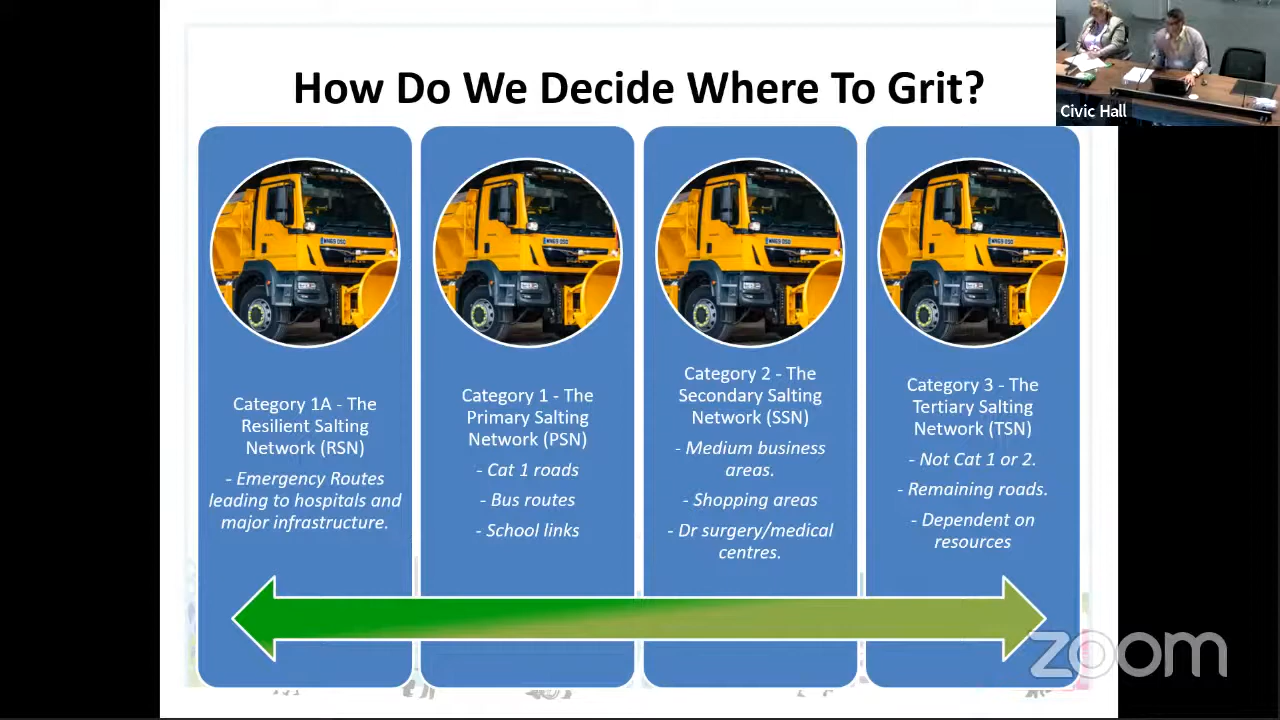 How Do We Decide Where To Grit?
Civic Hall
Category 1A - The
Resilient Salting
Network (RSN)
- Emergency Routes
leading to hospitals and
major infrastructure.
Category 1 - The
Primary Salting
Network (PSN)
- Cat 1 roads
- Bus routes
- School links
Category 2 - The
Secondary Salting
Network (SSN)
- Medium business
areas.
- Shopping areas
- Dr surgery/medical
centres.
Category 3 - The
Tertiary Salting
Network (TSN)
- Not Cat 1 or 2.
- Remaining roads.
- Dependent on
resources
zoom